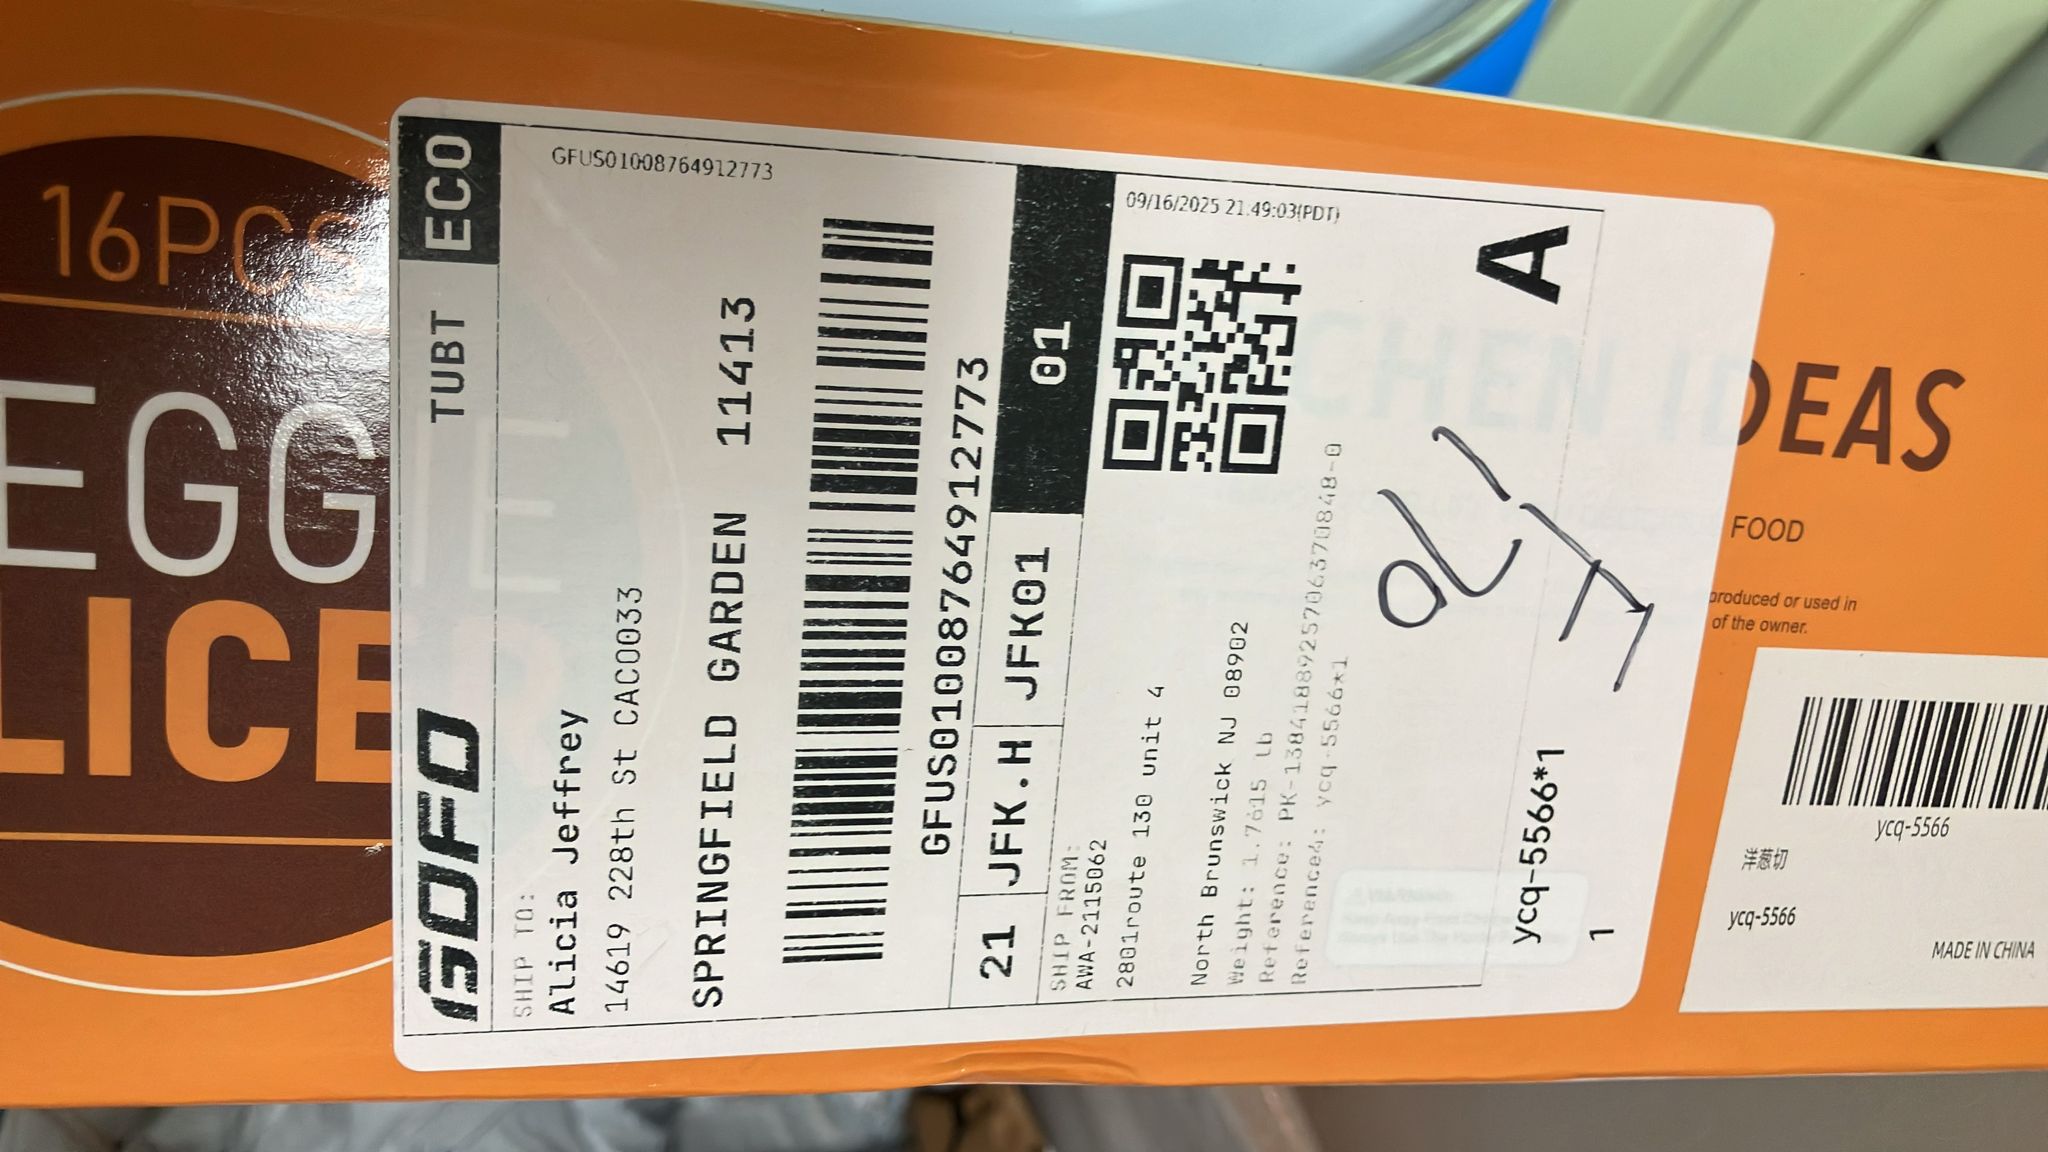 16PCS
EGGIE
LICER
GOFO
TUBT
ECO
GFUS01008764912773
SHIP TO:
Alicia Jeffrey
14619 228th St CAC0033
SPRINGFIELD GARDEN 11413
GFUS01008764912773
21
JFK.H
JFK01
01
SHIP FROM:
AWA-2115062
2801route 130 unit 4
North Brunswick NJ 08902
Weight: 1.7615 lb
Reference: PK-1384188925706370848-0
Reference4: ycq-5566*1
09/16/2025 21:49:03(PDT)
A
ycq-5566*1
1
CHEN IDEAS
FOOD
produced or used in
of the owner.
ycq-5566
洋葱切
ycq-5566
MADE IN CHINA